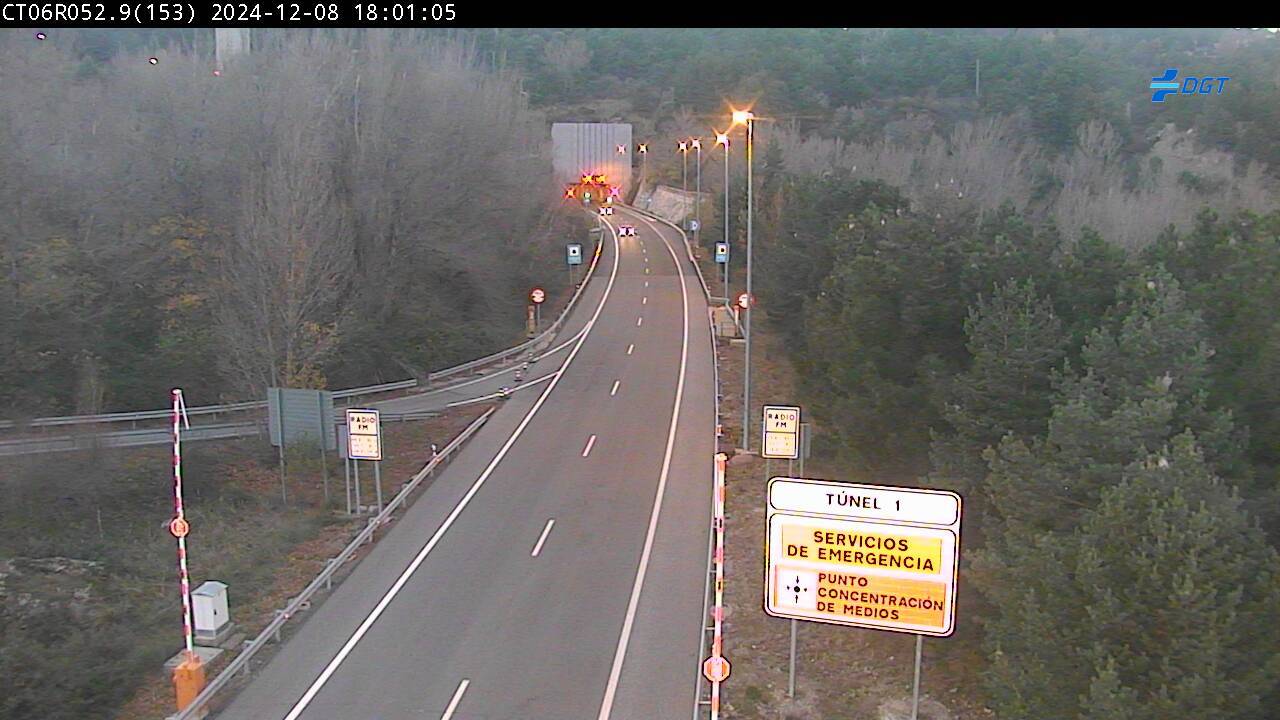 CT06R052.9(153) 2024-12-08 18:01:05
DGT
RADIO
FM
RADIO
FM
TÚNEL 1
SERVICIOS
DE EMERGENCIA
PUNTO
CONCENTRACIÓN
DE MEDIOS